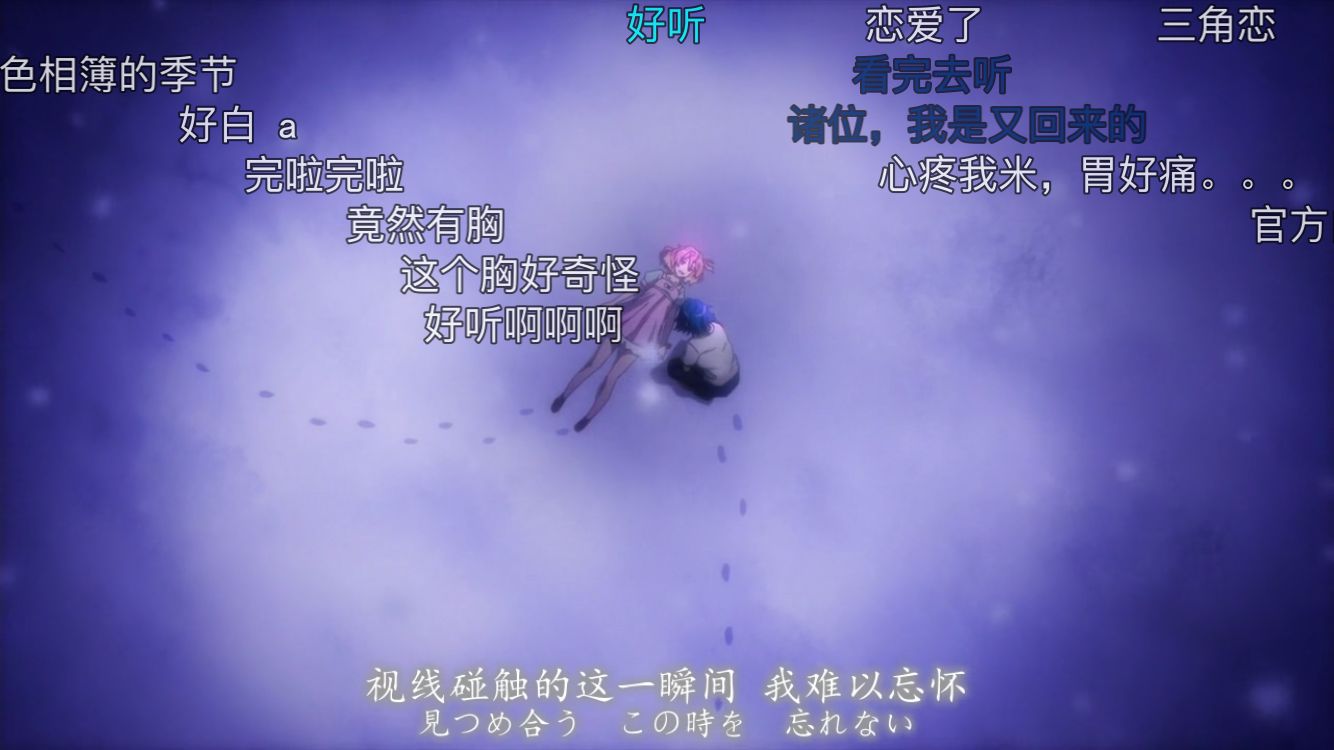 好听 恋爱了 三角恋
色相簿的季节 看完去听
好白 a 诸位，我是又回来的
完啦完啦 心疼我米，胃好痛。。。
竟然有胸 官方
这个胸好奇怪
好听啊啊啊
视线碰触的这一瞬间 我难以忘怀
見つめ合う この時を 忘れない